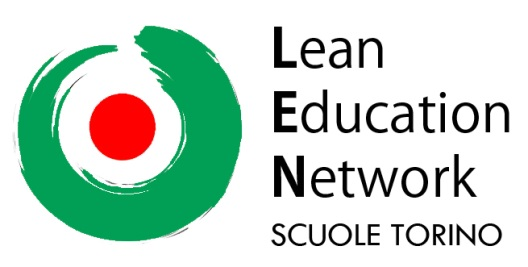 Lean
Education
Network
SCUOLE TORINO